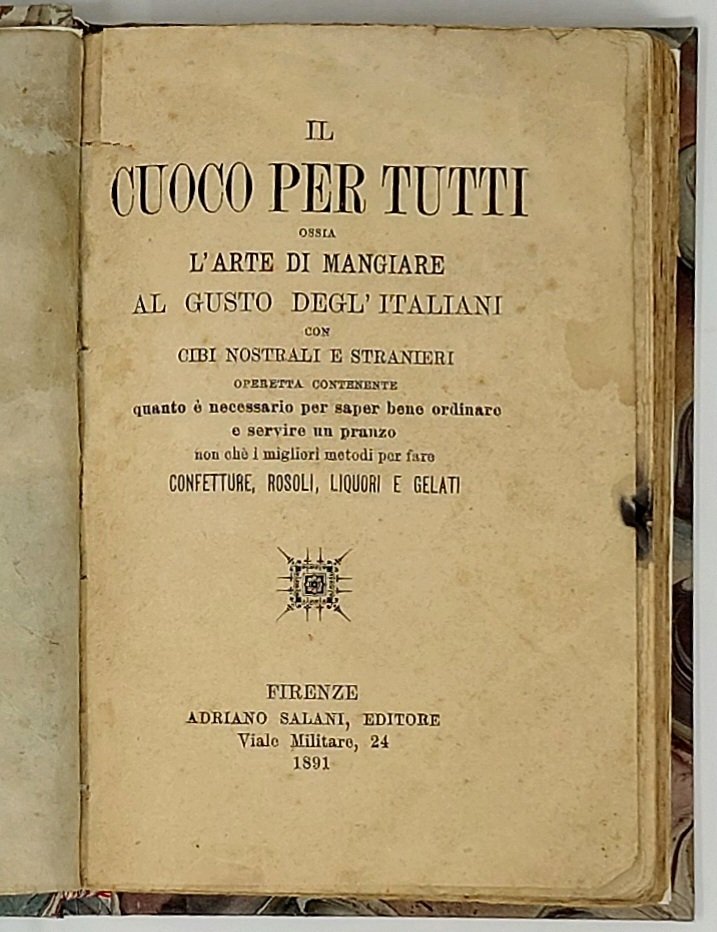 IL
CUOCO PER TUTTI
OSSIA
L'ARTE DI MANGIARE
AL GUSTO DEGL'ITALIANI
CON
CIBI NOSTRALI E STRANIERI
OPERETTA CONTENENTE
quanto è necessario per saper bene ordinare
e servire un pranzo
non chè i migliori metodi per fare
CONFETTURE, ROSOLI, LIQUORI E GELATI
FIRENZE
ADRIANO SALANI, EDITORE
Viale Militare, 24
1891